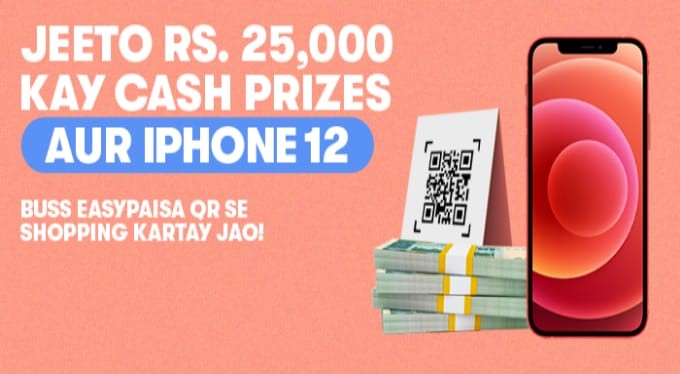 JEETO RS. 25,000
KAY CASH PRIZES
AUR IPHONE 12
BUSS EASYPAISA QR SE
SHOPPING KARTAY JAO!